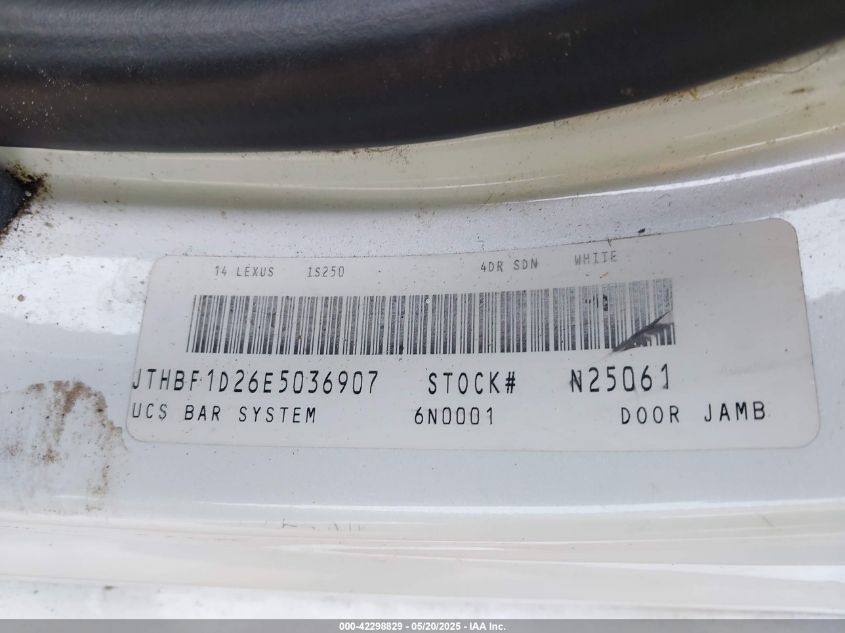 14 LEXUS IS250 4DR SDN WHITE
JTHBF1D26E5036907 STOCK# N25061
UCS BAR SYSTEM 6N0001 DOOR JAMB
000-42298829 - 05/20/2025 - IAA Inc.